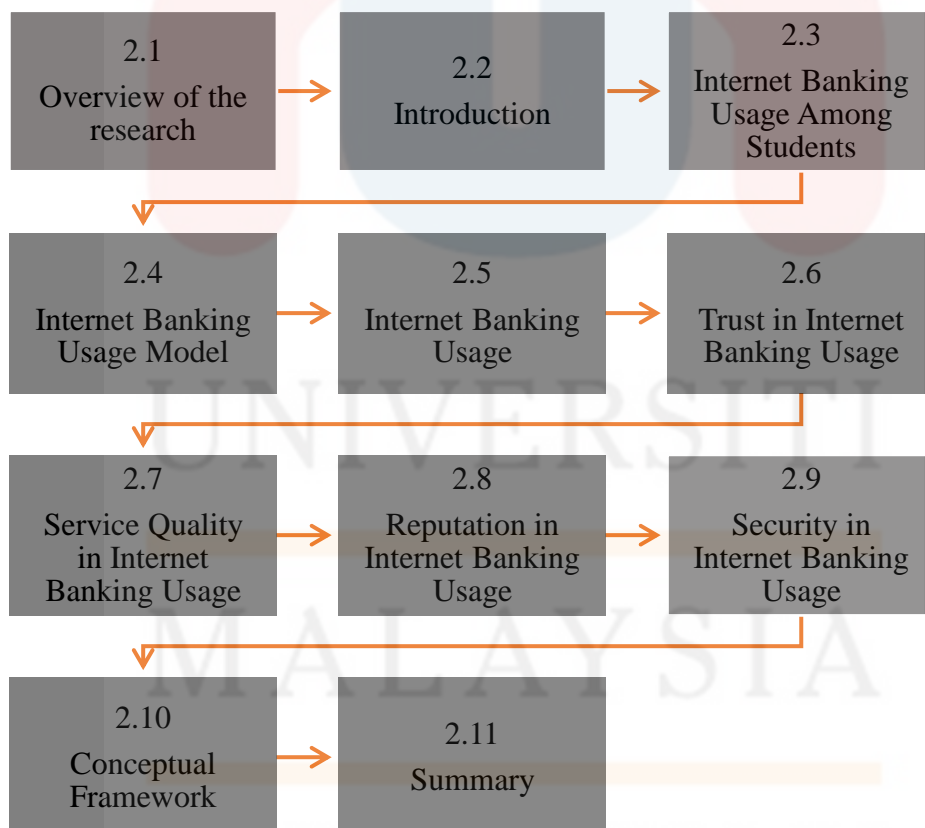 2.1
Overview of the
research
2.2
Introduction
2.3
Internet Banking
Usage Among
Students
2.4
Internet Banking
Usage Model
2.5
Internet Banking
Usage
2.6
Trust in Internet
Banking Usage
UNIVERSITI
2.7
Service Quality
in Internet
Banking Usage
2.8
Reputation in
Internet Banking
Usage
2.9
Security in
Internet Banking
Usage
MALAYSIA
2.10
Conceptual
Framework
2.11
Summary